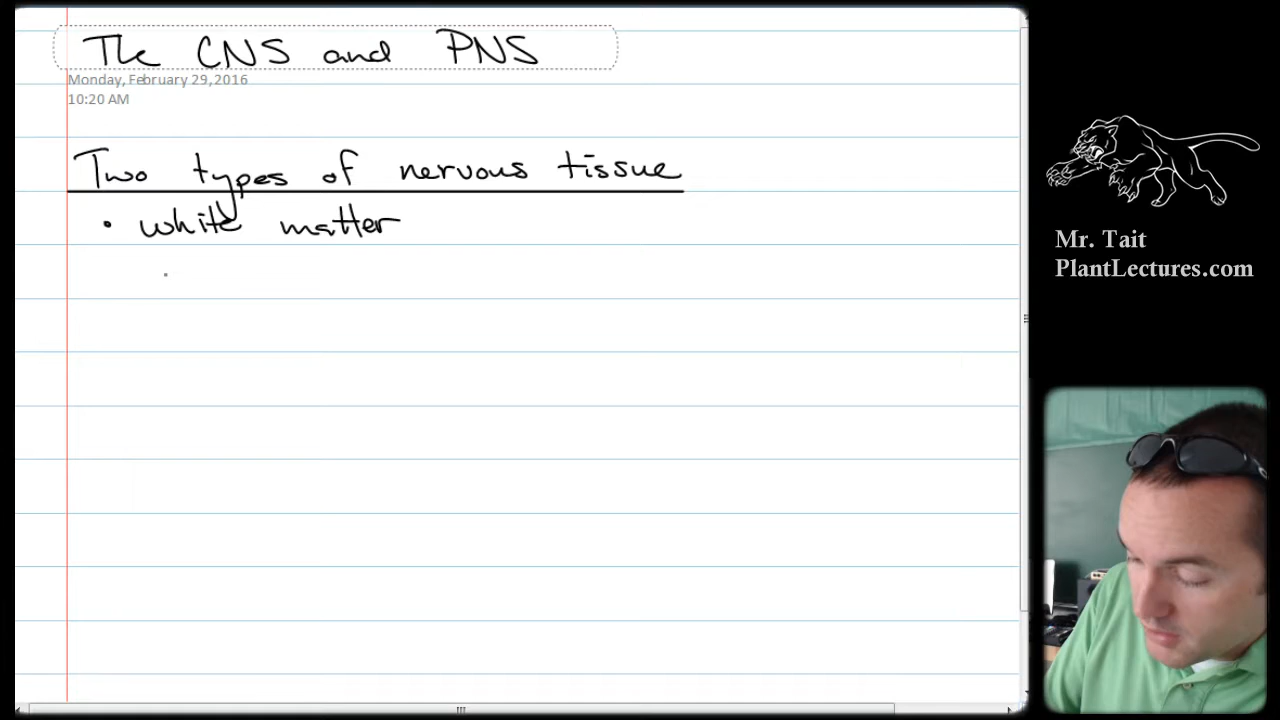 The CNS and PNS
Monday, February 29, 2016
10:20 AM
Two types of nervous tissue
• white matter
Mr. Tait
PlantLectures.com